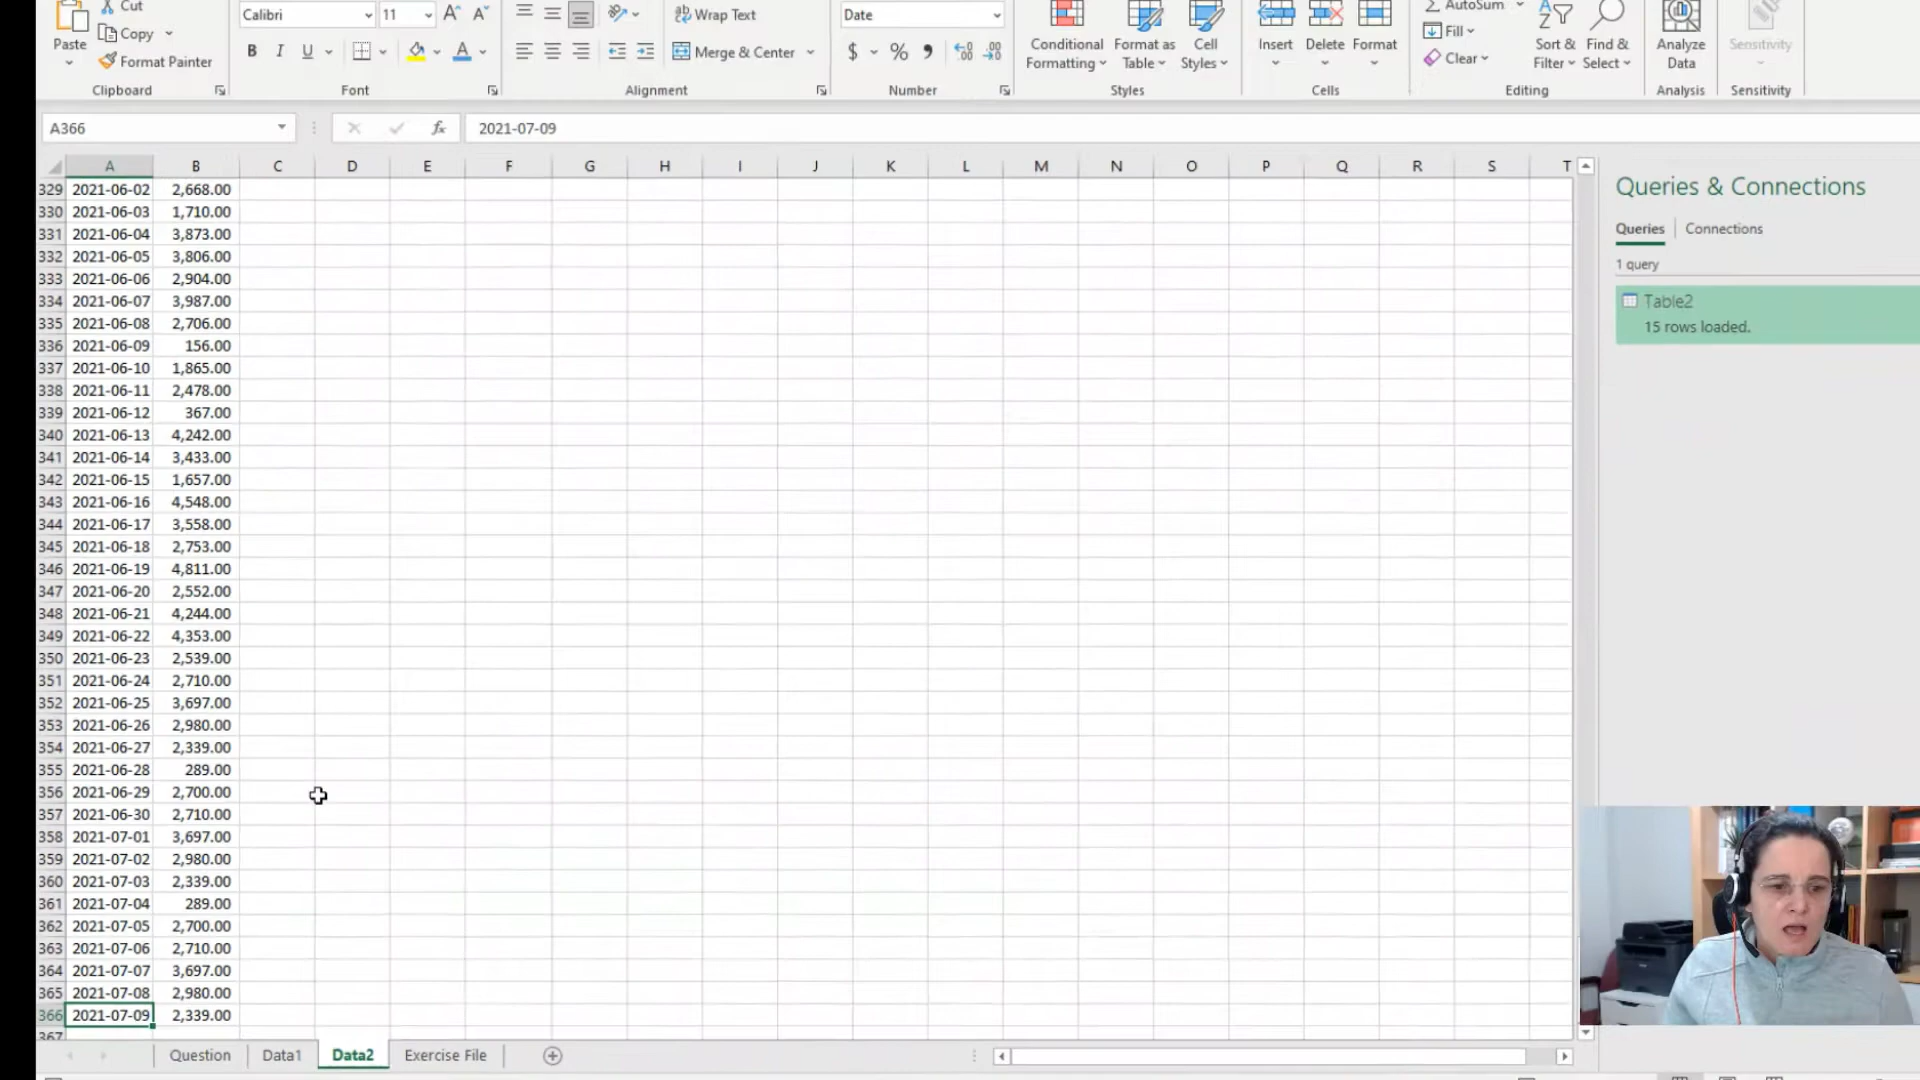 Cut
Calibri 11 A A Wrap Text Date AutoSum
Paste Copy Conditional Formatting Format as Table Cell Styles Insert Delete Format Fill Sort & Filter Find & Select Analyze Data Sensitivity
Format Painter B I U A Merge & Center $ % 9 Clear
Clipboard Font Alignment Number Styles Cells Editing Analysis Sensitivity
A366 fx 2021-07-09
A B C D E F G H I J K L M N O P Q R S T
329 2021-06-02 2,668.00
330 2021-06-03 1,710.00
331 2021-06-04 3,873.00
332 2021-06-05 3,806.00
333 2021-06-06 2,904.00
334 2021-06-07 3,987.00
335 2021-06-08 2,706.00
336 2021-06-09 156.00
337 2021-06-10 1,865.00
338 2021-06-11 2,478.00
339 2021-06-12 367.00
340 2021-06-13 4,242.00
341 2021-06-14 3,433.00
342 2021-06-15 1,657.00
343 2021-06-16 4,548.00
344 2021-06-17 3,558.00
345 2021-06-18 2,753.00
346 2021-06-19 4,811.00
347 2021-06-20 2,552.00
348 2021-06-21 4,244.00
349 2021-06-22 4,353.00
350 2021-06-23 2,539.00
351 2021-06-24 2,710.00
352 2021-06-25 3,697.00
353 2021-06-26 2,980.00
354 2021-06-27 2,339.00
355 2021-06-28 289.00
356 2021-06-29 2,700.00
357 2021-06-30 2,710.00
358 2021-07-01 3,697.00
359 2021-07-02 2,980.00
360 2021-07-03 2,339.00
361 2021-07-04 289.00
362 2021-07-05 2,700.00
363 2021-07-06 2,710.00
364 2021-07-07 3,697.00
365 2021-07-08 2,980.00
366 2021-07-09 2,339.00
367
Queries & Connections
Queries Connections
1 query
Table2
15 rows loaded.
Question Data1 Data2 Exercise File